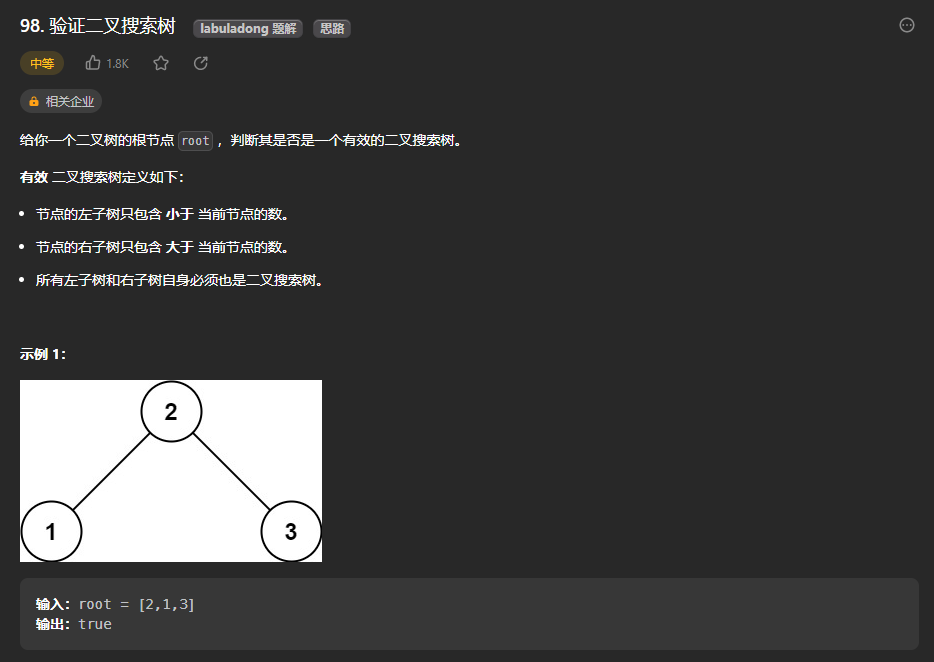 98. 验证二叉搜索树 labuladong 题解 思路
中等 1.8K
相关企业
给你一个二叉树的根节点 root ，判断其是否是一个有效的二叉搜索树。
有效 二叉搜索树定义如下：
节点的左子树只包含 小于 当前节点的数。
节点的右子树只包含 大于 当前节点的数。
所有左子树和右子树自身必须也是二叉搜索树。
示例 1：
2
1 3
输入：root = [2,1,3]
输出：true